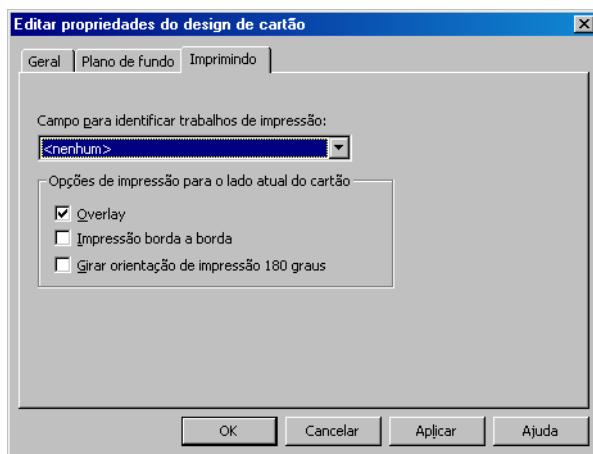 Editar propriedades do design de cartão
Geral Plano de fundo Imprimindo
Campo para identificar trabalhos de impressão:
<nenhum>
Opções de impressão para o lado atual do cartão
Overlay
Impressão borda a borda
Girar orientação de impressão 180 graus
OK Cancelar Aplicar Ajuda